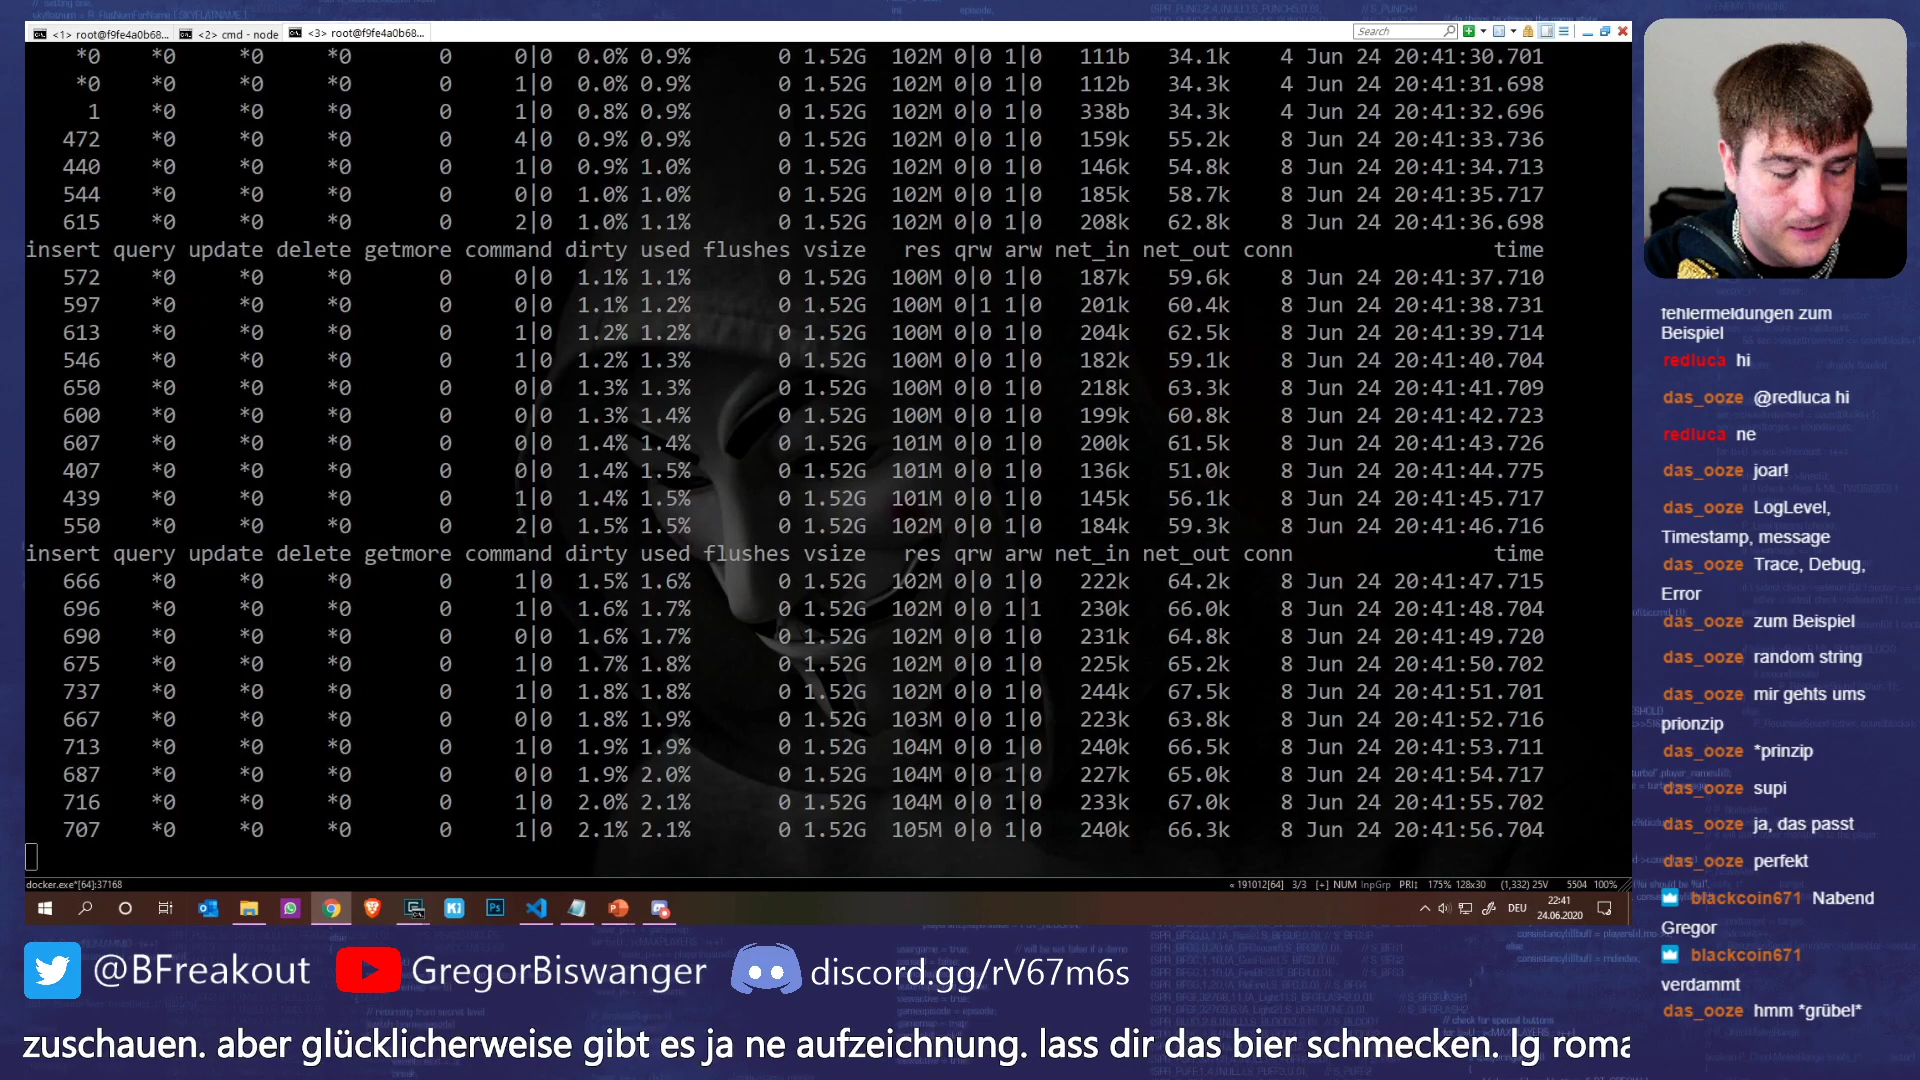 <1> root@f9fe4a0b68... <2> cmd - node <3> root@f9fe4a0b68... Search
*0 *0 *0 *0 0 0|0 0.0% 0.9% 0 1.52G 102M 0|0 1|0 111b 34.1k 4 Jun 24 20:41:30.701
*0 *0 *0 *0 0 1|0 0.0% 0.9% 0 1.52G 102M 0|0 1|0 112b 34.3k 4 Jun 24 20:41:31.698
1 *0 *0 *0 0 1|0 0.8% 0.9% 0 1.52G 102M 0|0 1|0 338b 34.3k 4 Jun 24 20:41:32.696
472 *0 *0 *0 0 4|0 0.9% 0.9% 0 1.52G 102M 0|0 1|0 159k 55.2k 8 Jun 24 20:41:33.736
440 *0 *0 *0 0 1|0 0.9% 1.0% 0 1.52G 102M 0|0 1|0 146k 54.8k 8 Jun 24 20:41:34.713
544 *0 *0 *0 0 0|0 1.0% 1.0% 0 1.52G 102M 0|0 1|0 185k 58.7k 8 Jun 24 20:41:35.717
615 *0 *0 *0 0 2|0 1.0% 1.1% 0 1.52G 102M 0|0 1|0 208k 62.8k 8 Jun 24 20:41:36.698
insert query update delete getmore command dirty used flushes vsize res qrw arw net_in net_out conn time
572 *0 *0 *0 0 0|0 1.1% 1.1% 0 1.52G 100M 0|0 1|0 187k 59.6k 8 Jun 24 20:41:37.710
597 *0 *0 *0 0 0|0 1.1% 1.2% 0 1.52G 100M 0|1 1|0 201k 60.4k 8 Jun 24 20:41:38.731
613 *0 *0 *0 0 1|0 1.2% 1.2% 0 1.52G 100M 0|0 1|0 204k 62.5k 8 Jun 24 20:41:39.714
546 *0 *0 *0 0 1|0 1.2% 1.3% 0 1.52G 100M 0|0 1|0 182k 59.1k 8 Jun 24 20:41:40.704
650 *0 *0 *0 0 0|0 1.3% 1.3% 0 1.52G 100M 0|0 1|0 218k 63.3k 8 Jun 24 20:41:41.709
600 *0 *0 *0 0 0|0 1.3% 1.4% 0 1.52G 100M 0|0 1|0 199k 60.8k 8 Jun 24 20:41:42.723
607 *0 *0 *0 0 0|0 1.4% 1.4% 0 1.52G 101M 0|0 1|0 200k 61.5k 8 Jun 24 20:41:43.726
407 *0 *0 *0 0 0|0 1.4% 1.5% 0 1.52G 101M 0|0 1|0 136k 51.0k 8 Jun 24 20:41:44.775
439 *0 *0 *0 0 1|0 1.4% 1.5% 0 1.52G 101M 0|0 1|0 145k 56.1k 8 Jun 24 20:41:45.717
550 *0 *0 *0 0 2|0 1.5% 1.5% 0 1.52G 102M 0|0 1|0 184k 59.3k 8 Jun 24 20:41:46.716
insert query update delete getmore command dirty used flushes vsize res qrw arw net_in net_out conn time
666 *0 *0 *0 0 1|0 1.5% 1.6% 0 1.52G 102M 0|0 1|0 222k 64.2k 8 Jun 24 20:41:47.715
696 *0 *0 *0 0 1|0 1.6% 1.7% 0 1.52G 102M 0|0 1|1 230k 66.0k 8 Jun 24 20:41:48.704
690 *0 *0 *0 0 0|0 1.6% 1.7% 0 1.52G 102M 0|0 1|0 231k 64.8k 8 Jun 24 20:41:49.720
675 *0 *0 *0 0 1|0 1.7% 1.8% 0 1.52G 102M 0|0 1|0 225k 65.2k 8 Jun 24 20:41:50.702
737 *0 *0 *0 0 1|0 1.8% 1.8% 0 1.52G 102M 0|0 1|0 244k 67.5k 8 Jun 24 20:41:51.701
667 *0 *0 *0 0 0|0 1.8% 1.9% 0 1.52G 103M 0|0 1|0 223k 63.8k 8 Jun 24 20:41:52.716
713 *0 *0 *0 0 1|0 1.9% 1.9% 0 1.52G 104M 0|0 1|0 240k 66.5k 8 Jun 24 20:41:53.711
687 *0 *0 *0 0 0|0 1.9% 2.0% 0 1.52G 104M 0|0 1|0 227k 65.0k 8 Jun 24 20:41:54.717
716 *0 *0 *0 0 1|0 2.0% 2.1% 0 1.52G 104M 0|0 1|0 233k 67.0k 8 Jun 24 20:41:55.702
707 *0 *0 *0 0 1|0 2.1% 2.1% 0 1.52G 105M 0|0 1|0 240k 66.3k 8 Jun 24 20:41:56.704
docker.exe*[64]:37168 « 191012[64] 3/3 [+] NUM InpGrp PRI: 175% 128x30 (1,332) 25V 5504 100%
DEU 22:41
24.06.2020
fehlermeldungen zum
Beispiel
redluca hi
das_ooze @redluca hi
redluca ne
das_ooze joar!
das_ooze LogLevel,
Timestamp, message
das_ooze Trace, Debug,
Error
das_ooze zum Beispiel
das_ooze random string
das_ooze mir gehts ums
prionzip
das_ooze *prinzip
das_ooze supi
das_ooze ja, das passt
das_ooze perfekt
blackcoin671 Nabend
Gregor
blackcoin671
verdammt
das_ooze hmm *grübel*
@BFreakout GregorBiswanger discord.gg/rV67m6s
zuschauen. aber glücklicherweise gibt es ja ne aufzeichnung. lass dir das bier schmecken. lg roma